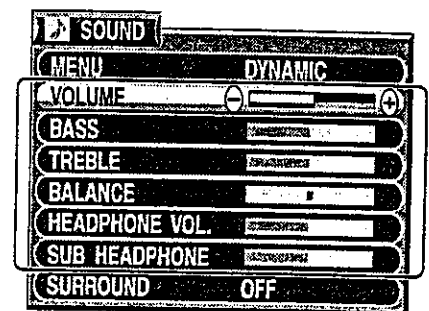 SOUND
MENU DYNAMIC
VOLUME
BASS
TREBLE
BALANCE
HEADPHONE VOL.
SUB HEADPHONE
SURROUND OFF